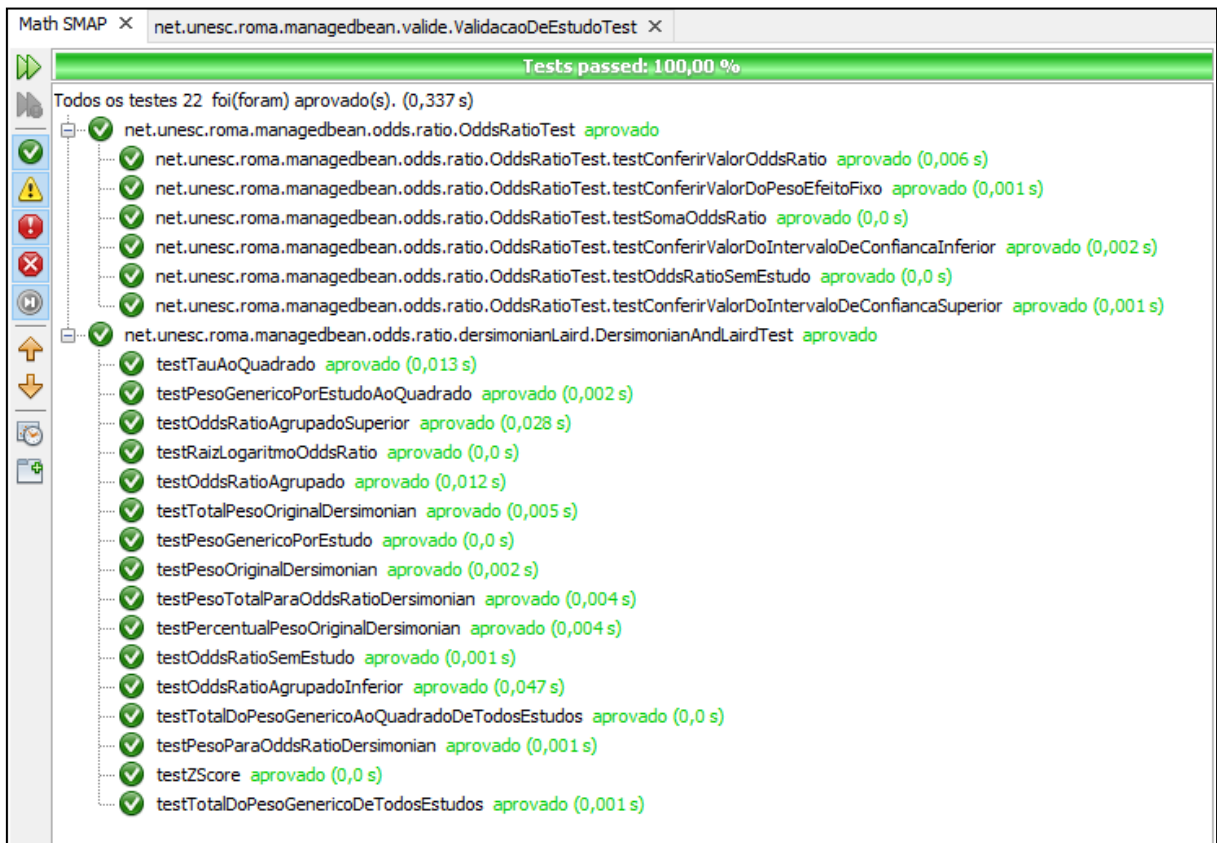 Math SMAP net.unesc.roma.managedbean.valide.ValidacaoDeEstudoTest
Tests passed: 100,00 %
Todos os testes 22 foi(foram) aprovado(s). (0,337 s)
net.unesc.roma.managedbean.odds.ratio.OddsRatioTest aprovado
net.unesc.roma.managedbean.odds.ratio.OddsRatioTest.testConferirValorOddsRatio aprovado (0,006 s)
net.unesc.roma.managedbean.odds.ratio.OddsRatioTest.testConferirValorDoPesoEfeitoFixo aprovado (0,001 s)
net.unesc.roma.managedbean.odds.ratio.OddsRatioTest.testSomaOddsRatio aprovado (0,0 s)
net.unesc.roma.managedbean.odds.ratio.OddsRatioTest.testConferirValorDoIntervaloDeConfiancaInferior aprovado (0,002 s)
net.unesc.roma.managedbean.odds.ratio.OddsRatioTest.testOddsRatioSemEstudo aprovado (0,0 s)
net.unesc.roma.managedbean.odds.ratio.OddsRatioTest.testConferirValorDoIntervaloDeConfiancaSuperior aprovado (0,001 s)
net.unesc.roma.managedbean.odds.ratio.dersimonianLaird.DersimonianAndLairdTest aprovado
testTauAoQuadrado aprovado (0,013 s)
testPesoGenericoPorEstudoAoQuadrado aprovado (0,002 s)
testOddsRatioAgrupadoSuperior aprovado (0,028 s)
testRaizLogaritmoOddsRatio aprovado (0,0 s)
testOddsRatioAgrupado aprovado (0,012 s)
testTotalPesoOriginalDersimonian aprovado (0,005 s)
testPesoGenericoPorEstudo aprovado (0,0 s)
testPesoOriginalDersimonian aprovado (0,002 s)
testPesoTotalParaOddsRatioDersimonian aprovado (0,004 s)
testPercentualPesoOriginalDersimonian aprovado (0,004 s)
testOddsRatioSemEstudo aprovado (0,001 s)
testOddsRatioAgrupadoInferior aprovado (0,047 s)
testTotalDoPesoGenericoAoQuadradoDeTodosEstudos aprovado (0,0 s)
testPesoParaOddsRatioDersimonian aprovado (0,001 s)
testZScore aprovado (0,0 s)
testTotalDoPesoGenericoDeTodosEstudos aprovado (0,001 s)